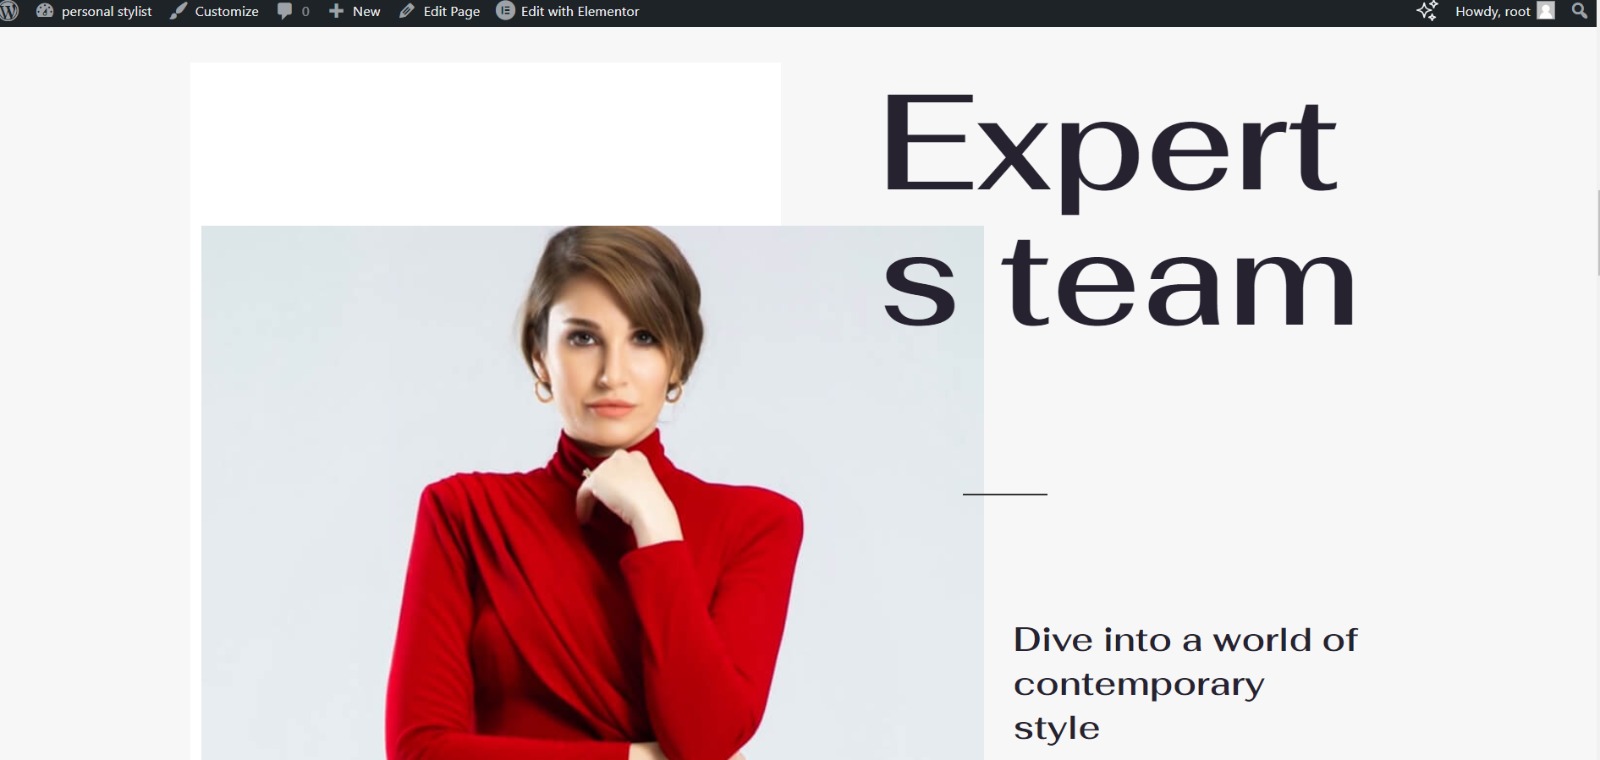 personal stylist Customize 0 New Edit Page Edit with Elementor Howdy, root
Expert
s team
Dive into a world of
contemporary
style